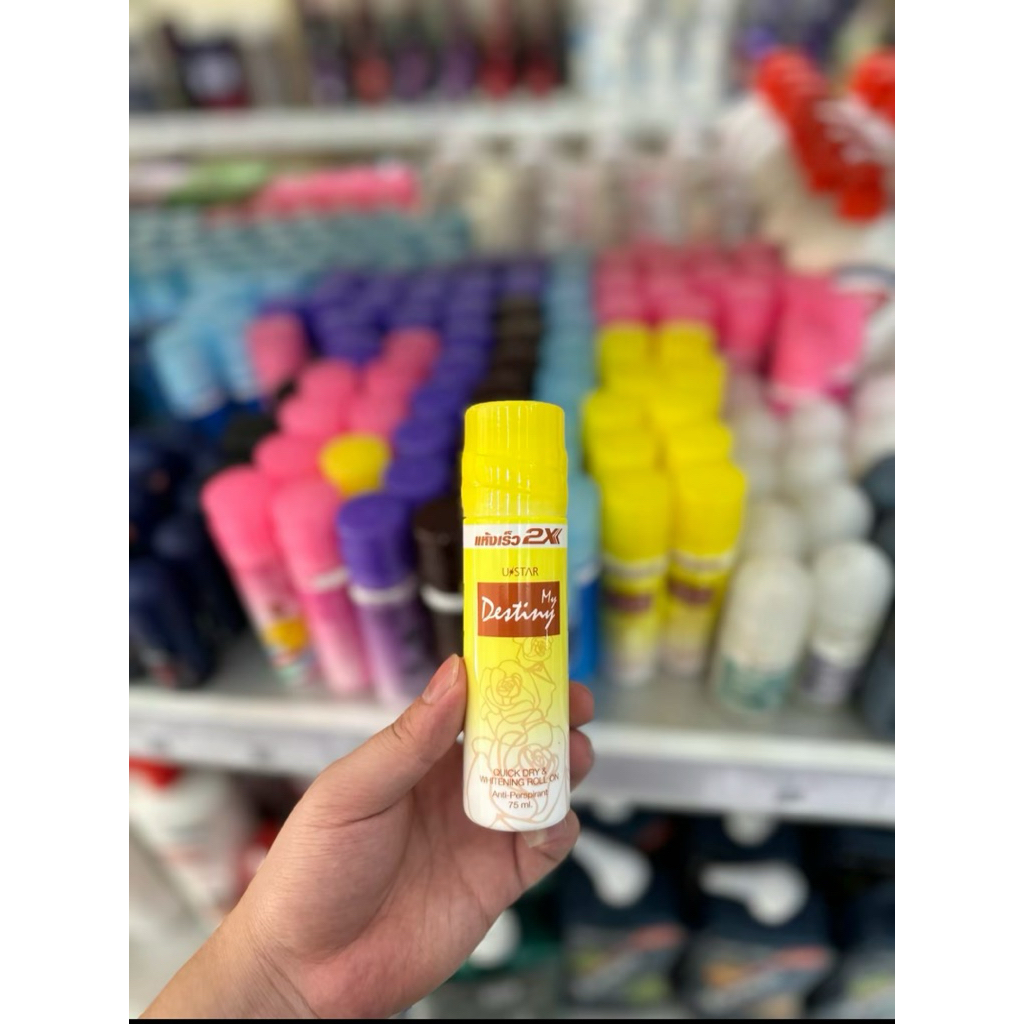 แห้งเร็ว 2X
U★STAR
My
Destiny
QUICK DRY &
WHITENING ROLL ON
Anti-Perspirant
75 ml.